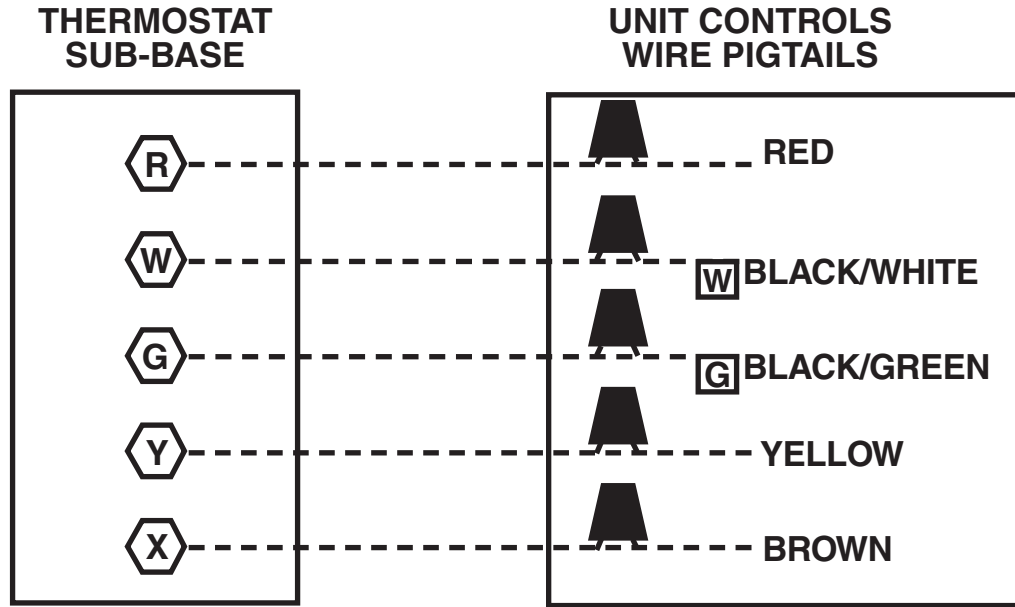 THERMOSTAT
SUB-BASE
UNIT CONTROLS
WIRE PIGTAILS
R
RED
W
W BLACK/WHITE
G
G BLACK/GREEN
Y
YELLOW
X
BROWN